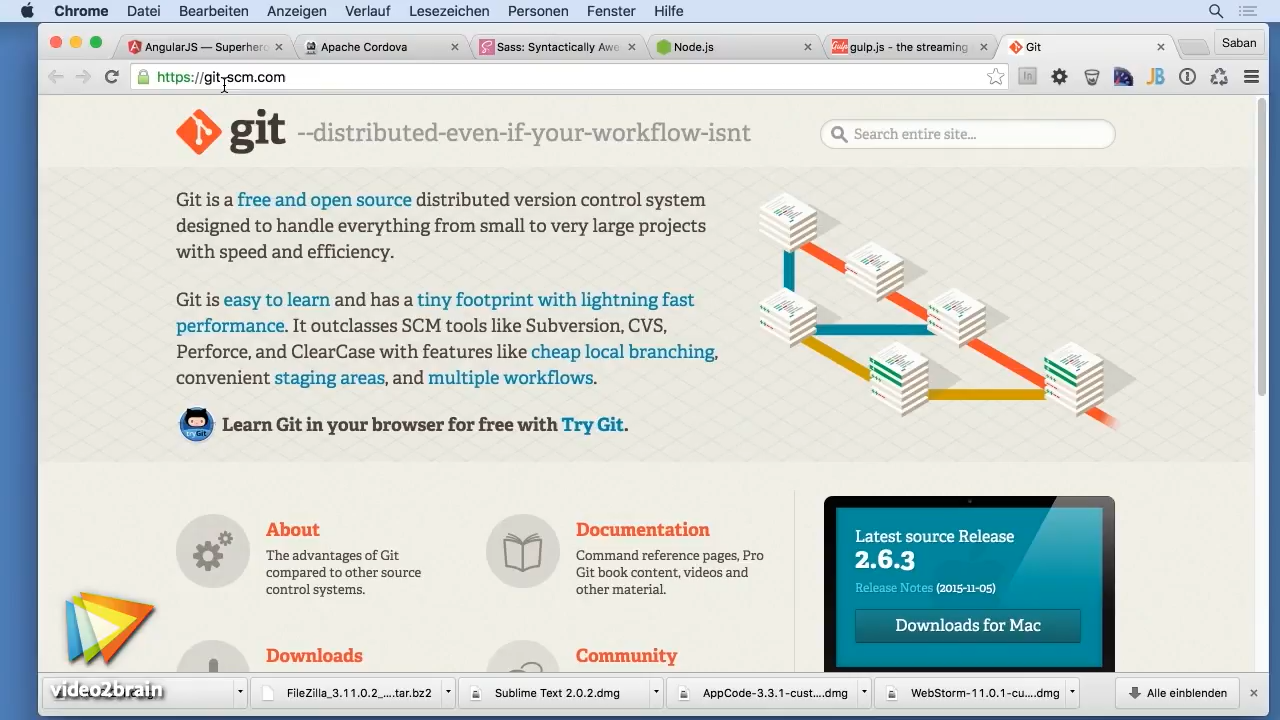 Chrome Datei Bearbeiten Anzeigen Verlauf Lesezeichen Personen Fenster Hilfe
AngularJS — Superhero
Apache Cordova
Sass: Syntactically Awe
Node.js
gulp.js - the streaming
Git
Saban
https://git-scm.com
git --distributed-even-if-your-workflow-isnt
Search entire site...
Git is a free and open source distributed version control system
designed to handle everything from small to very large projects
with speed and efficiency.
Git is easy to learn and has a tiny footprint with lightning fast
performance. It outclasses SCM tools like Subversion, CVS,
Perforce, and ClearCase with features like cheap local branching,
convenient staging areas, and multiple workflows.
Learn Git in your browser for free with Try Git.
About
The advantages of Git
compared to other source
control systems.
Documentation
Command reference pages, Pro
Git book content, videos and
other material.
Latest source Release
2.6.3
Release Notes (2015-11-05)
Downloads for Mac
Downloads
Community
video2brain
FileZilla_3.11.0.2_....tar.bz2
Sublime Text 2.0.2.dmg
AppCode-3.3.1-cust....dmg
WebStorm-11.0.1-cu....dmg
Alle einblenden